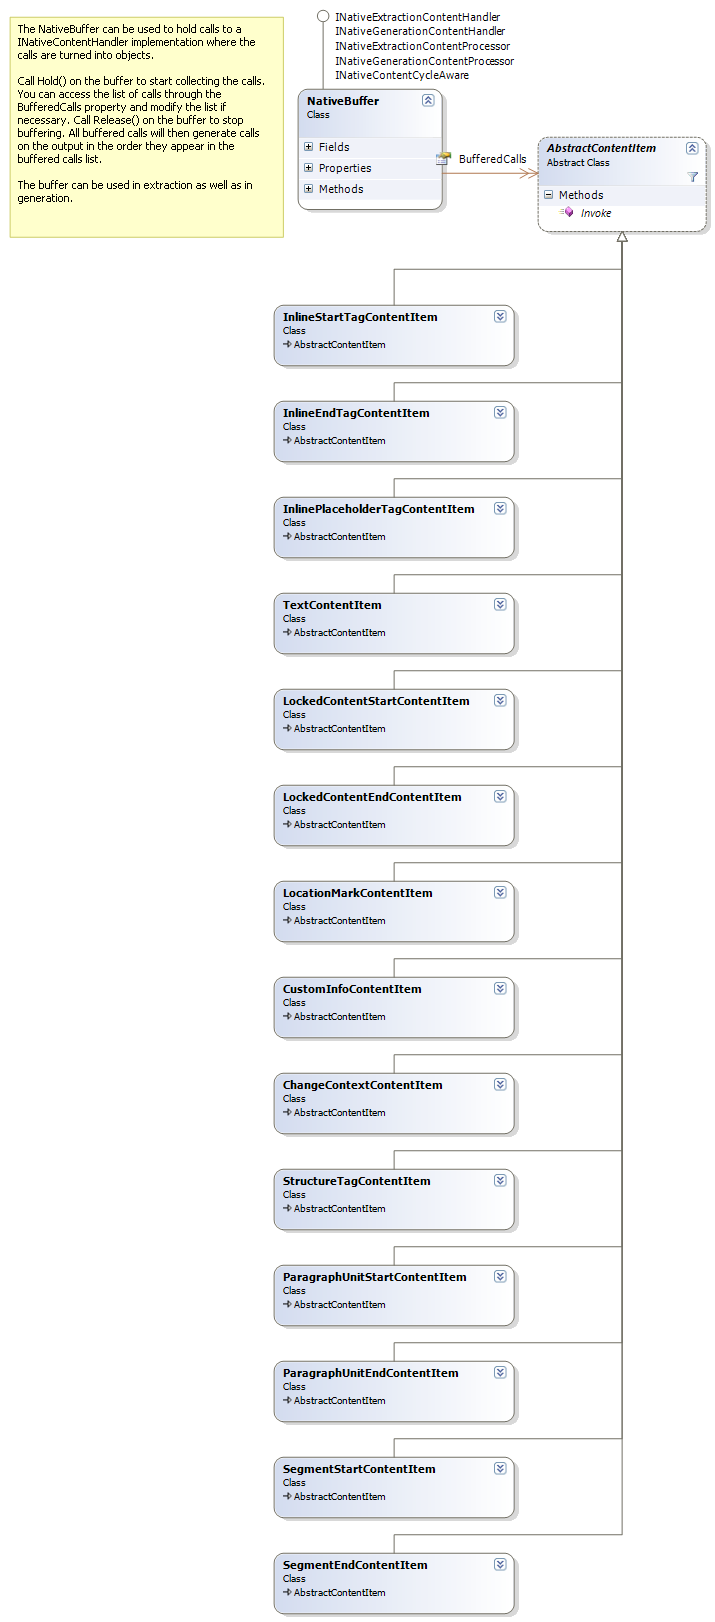 The NativeBuffer can be used to hold calls to a
INativeContentHandler implementation where the
calls are turned into objects.
Call Hold() on the buffer to start collecting the calls.
You can access the list of calls through the
BufferedCalls property and modify the list if
necessary. Call Release() on the buffer to stop
buffering. All buffered calls will then generate calls
on the output in the order they appear in the
buffered calls list.
The buffer can be used in extraction as well as in
generation.
INativeExtractionContentHandler
INativeGenerationContentHandler
INativeExtractionContentProcessor
INativeGenerationContentProcessor
INativeContentCycleAware
NativeBuffer
Class
Fields
Properties
Methods
BufferedCalls
AbstractContentItem
Abstract Class
Methods
Invoke
InlineStartTagContentItem
Class
AbstractContentItem
InlineEndTagContentItem
Class
AbstractContentItem
InlinePlaceholderTagContentItem
Class
AbstractContentItem
TextContentItem
Class
AbstractContentItem
LockedContentStartContentItem
Class
AbstractContentItem
LockedContentEndContentItem
Class
AbstractContentItem
LocationMarkContentItem
Class
AbstractContentItem
CustomInfoContentItem
Class
AbstractContentItem
ChangeContextContentItem
Class
AbstractContentItem
StructureTagContentItem
Class
AbstractContentItem
ParagraphUnitStartContentItem
Class
AbstractContentItem
ParagraphUnitEndContentItem
Class
AbstractContentItem
SegmentStartContentItem
Class
AbstractContentItem
SegmentEndContentItem
Class
AbstractContentItem